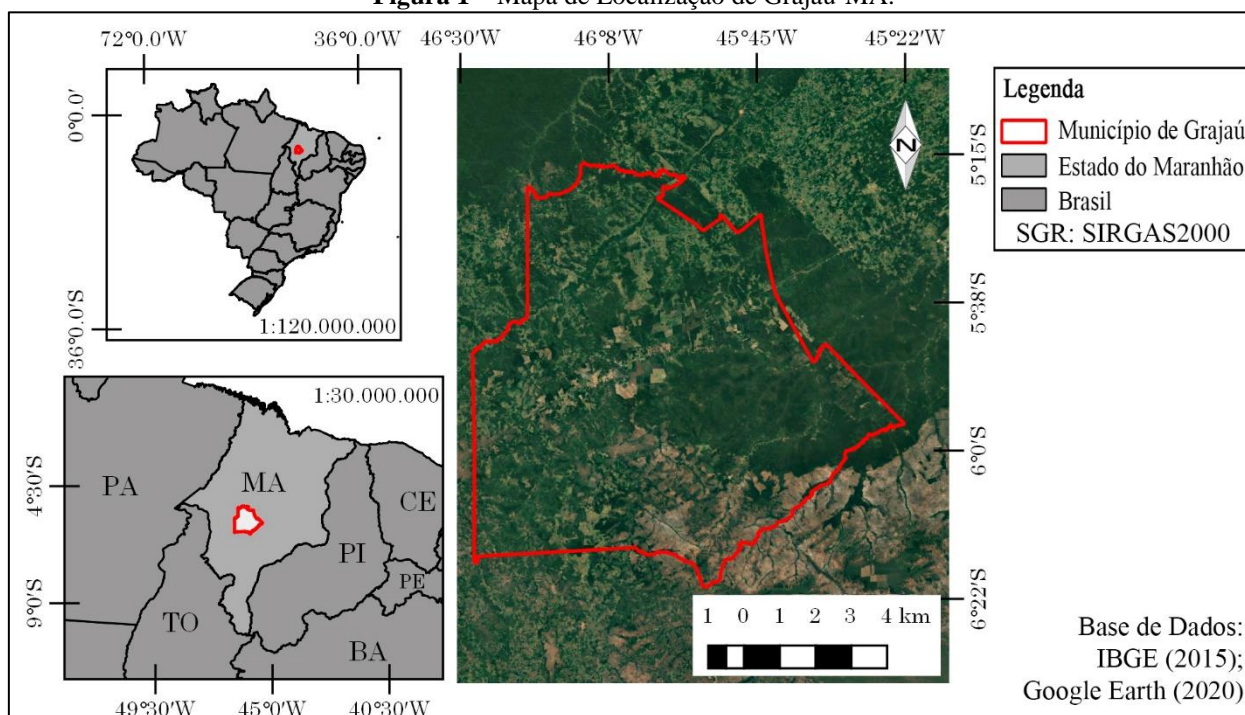 Figura 1 – Mapa de Localização de Grajaú-MA.
72°0.0'W
36°0.0'W
0°0.0'
36°0.0'S
1:120.000.000
1:30.000.000
PA
MA
CE
PI
PE
TO
BA
4°30'S
9°0'S
49°30'W
45°0'W
40°30'W
46°30'W
46°8'W
45°45'W
45°22'W
N
5°15'S
5°38'S
6°0'S
6°22'S
1 0 1 2 3 4 km
Legenda
Município de Grajaú
Estado do Maranhão
Brasil
SGR: SIRGAS2000
Base de Dados:
IBGE (2015);
Google Earth (2020)